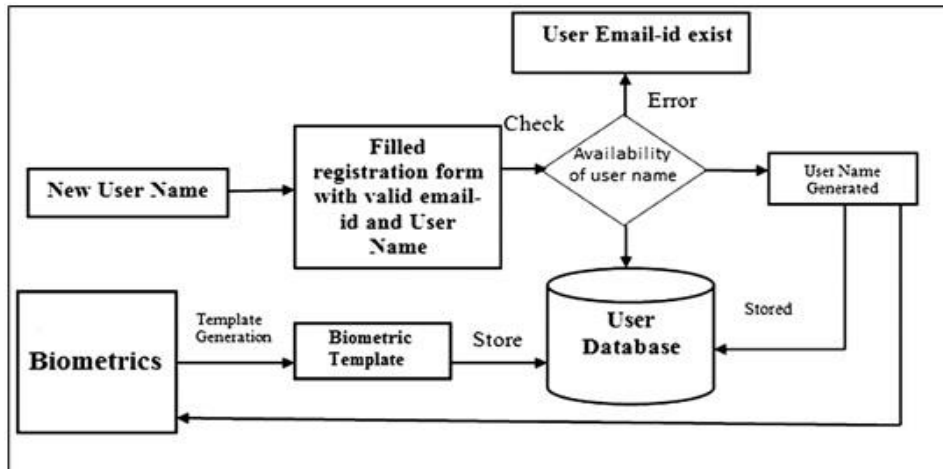 User Email-id exist
Error
Check
Filled
registration form
with valid email-
id and User
Name
Availability
of user name
New User Name
User Name
Generated
Template
Generation
Biometrics
Biometric
Template
Store
User
Database
Stored